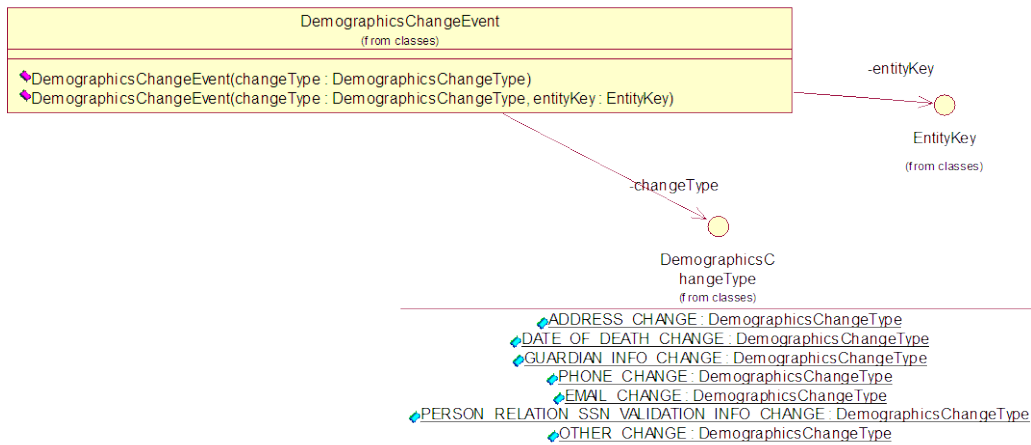 DemographicsChangeEvent
(from classes)
DemographicsChangeEvent(changeType : DemographicsChangeType)
DemographicsChangeEvent(changeType : DemographicsChangeType, entityKey : EntityKey)
-entityKey
EntityKey
(from classes)
-changeType
DemographicsC
hangeType
(from classes)
ADDRESS_CHANGE : DemographicsChangeType
DATE_OF_DEATH_CHANGE : DemographicsChangeType
GUARDIAN_INFO_CHANGE : DemographicsChangeType
PHONE_CHANGE : DemographicsChangeType
EMAIL_CHANGE : DemographicsChangeType
PERSON_RELATION_SSN_VALIDATION_INFO_CHANGE : DemographicsChangeType
OTHER_CHANGE : DemographicsChangeType